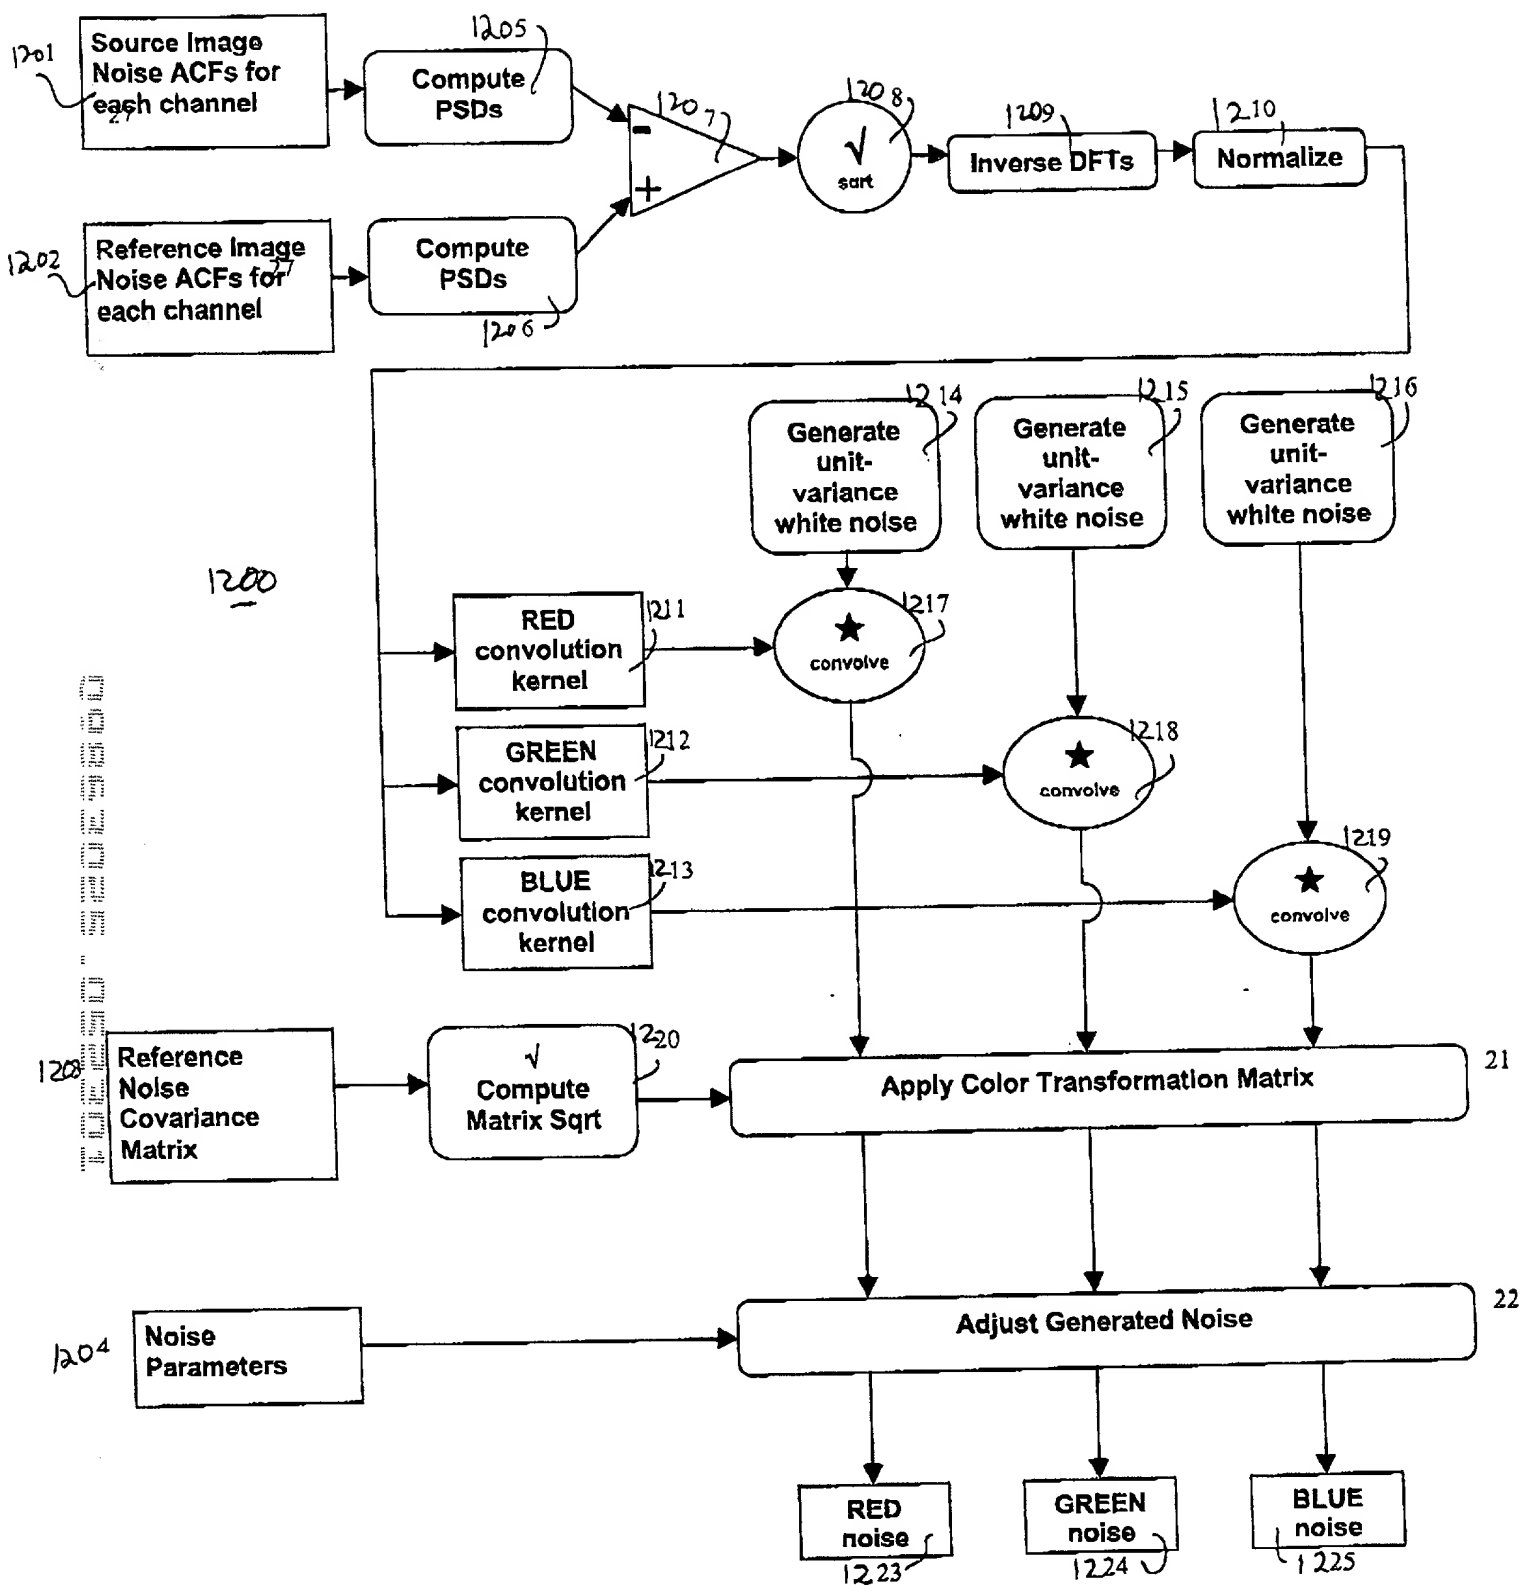 1201
Source Image
Noise ACFs for
each channel
27
Compute
PSDs
1205
1207
-
+
1208
√
sqrt
1209
Inverse DFTs
1210
Normalize
1202
Reference Image
Noise ACFs for
each channel
27
Compute
PSDs
1206
1214
Generate
unit-
variance
white noise
1215
Generate
unit-
variance
white noise
1216
Generate
unit-
variance
white noise
1200
RED
convolution
kernel
1211
★
convolve
1217
GREEN
convolution
kernel
1212
★
convolve
1218
BLUE
convolution
kernel
1213
★
convolve
1219
1208
Reference
Noise
Covariance
Matrix
√
Compute
Matrix Sqrt
1220
Apply Color Transformation Matrix
21
1204
Noise
Parameters
Adjust Generated Noise
22
RED
noise
1223
GREEN
noise
1224
BLUE
noise
1225